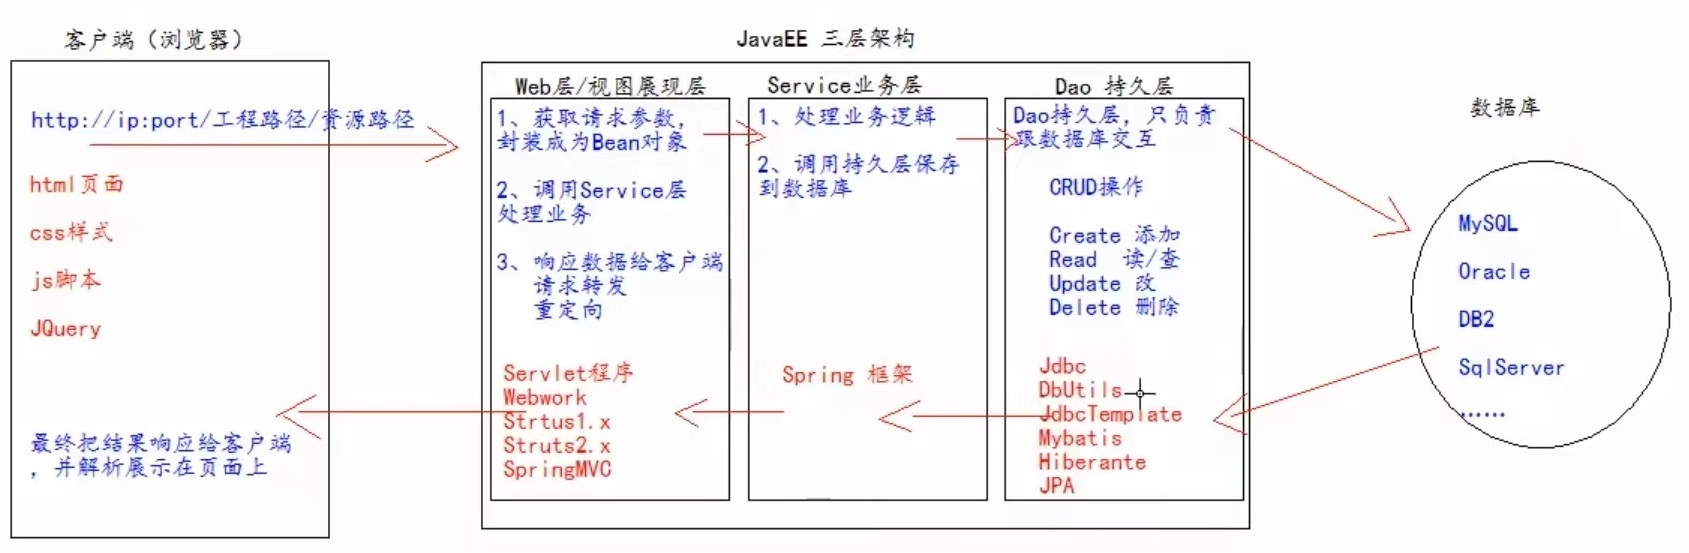 客户端（浏览器）
http://ip:port/工程路径/资源路径
html页面
css样式
js脚本
JQuery
最终把结果响应给客户端
，并解析展示在页面上
JavaEE 三层架构
Web层/视图展现层
1、获取请求参数，
封装成为Bean对象
2、调用Service层
处理业务
3、响应数据给客户端
请求转发
重定向
Servlet程序
Webwork
Strtus1.x
Struts2.x
SpringMVC
Service业务层
1、处理业务逻辑
2、调用持久层保存
到数据库
Spring 框架
Dao 持久层
Dao持久层，只负责
跟数据库交互
CRUD操作
Create 添加
Read 读/查
Update 改
Delete 删除
Jdbc
DbUtils
JdbcTemplate
Mybatis
Hiberante
JPA
数据库
MySQL
Oracle
DB2
SqlServer
......